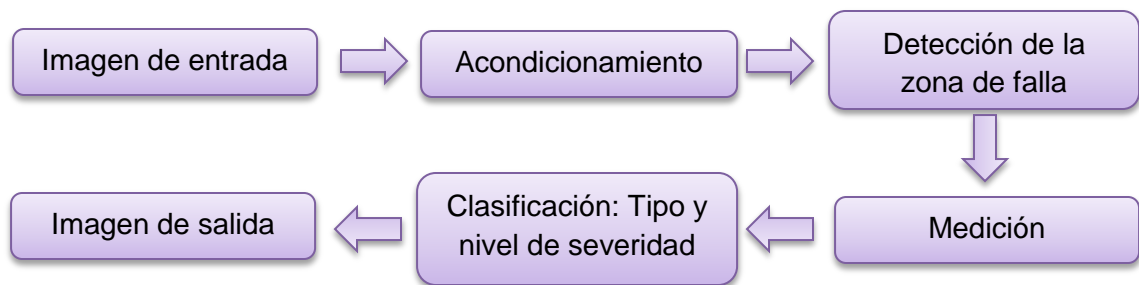 Imagen de entrada
Acondicionamiento
Detección de la
zona de falla
Medición
Clasificación: Tipo y
nivel de severidad
Imagen de salida